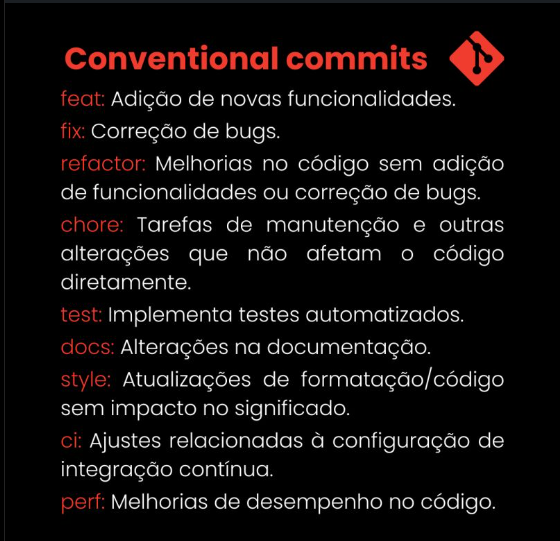 Conventional commits
feat: Adição de novas funcionalidades.
fix: Correção de bugs.
refactor: Melhorias no código sem adição
de funcionalidades ou correção de bugs.
chore: Tarefas de manutenção e outras
alterações que não afetam o código
diretamente.
test: Implementa testes automatizados.
docs: Alterações na documentação.
style: Atualizações de formatação/código
sem impacto no significado.
ci: Ajustes relacionadas à configuração de
integração contínua.
perf: Melhorias de desempenho no código.